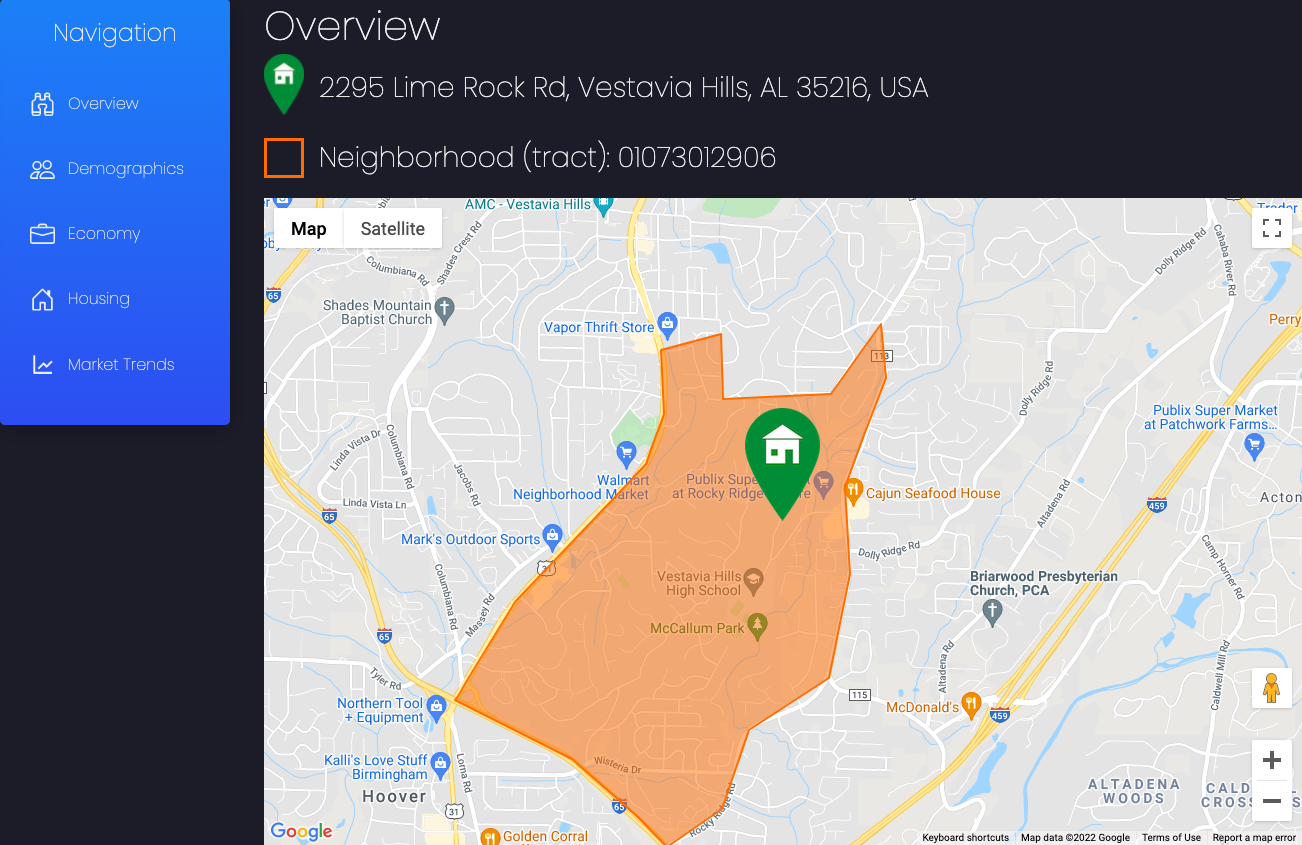 Navigation
Overview
Demographics
Economy
Housing
Market Trends
Overview
2295 Lime Rock Rd, Vestavia Hills, AL 35216, USA
Neighborhood (tract): 01073012906
Map
Satellite
AMC - Vestavia Hills
Trader
Columbiana Rd
Shades Crest Rd
Dolly Ridge Rd
Cahaba River Rd
65
Shades Mountain
Baptist Church
Vapor Thrift Store
Perry
113
Dolly Ridge Rd
Publix Super Market
at Patchwork Farms...
Linda Vista Dr
Columbiana Rd
Jacobs Rd
Walmart
Neighborhood Market
Publix Supe
at Rocky Ridge
re
Cajun Seafood House
Linda Vista Ln
65
459
Acton
Altadena Rd
Mark's Outdoor Sports
31
Dolly Ridge Rd
Camp Horner Rd
Columbiana Rd
Massey Rd
Vestavia Hills
High School
Briarwood Presbyterian
Church, PCA
McCallum Park
65
Altadena Rd
Caldwell Mill Rd
Tyler Rd
115
McDonald's
459
Northern Tool
+ Equipment
Kalli's Love Stuff
Birmingham
Lorna Rd
Wisteria Dr
Hoover
31
65
Rocky Ridge Rd
ALTADENA
WOODS
CALD
CROSS
Golden Corral
Google
Keyboard shortcuts
Map data ©2022 Google
Terms of Use
Report a map error